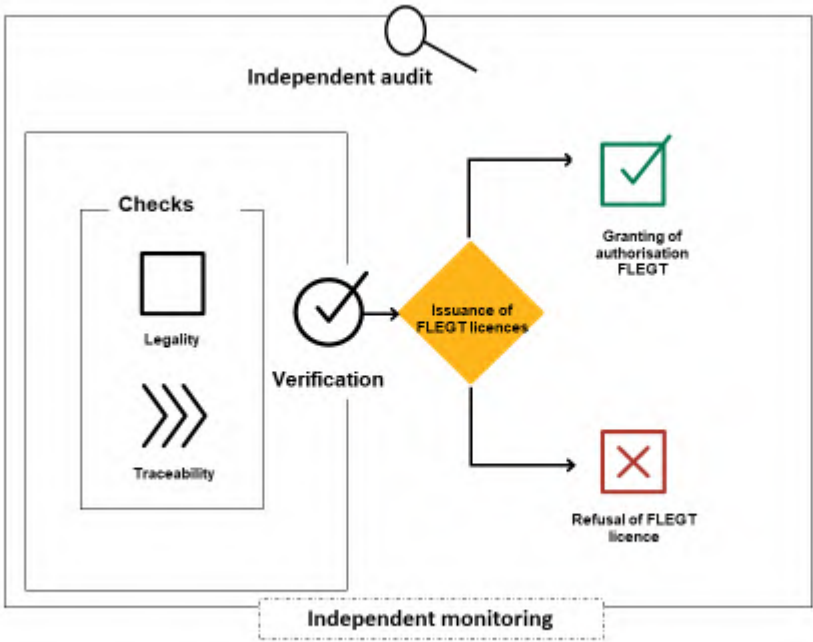 Independent audit
Checks
Legality
Traceability
Verification
Issuance of
FLEGT licences
Granting of
authorisation
FLEGT
Refusal of FLEGT
licence
Independent monitoring